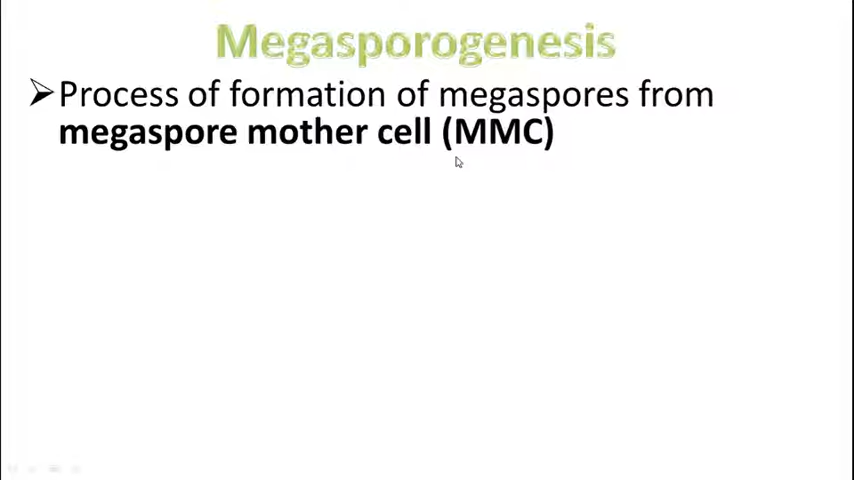 Megasporogenesis
➢Process of formation of megaspores from
megaspore mother cell (MMC)